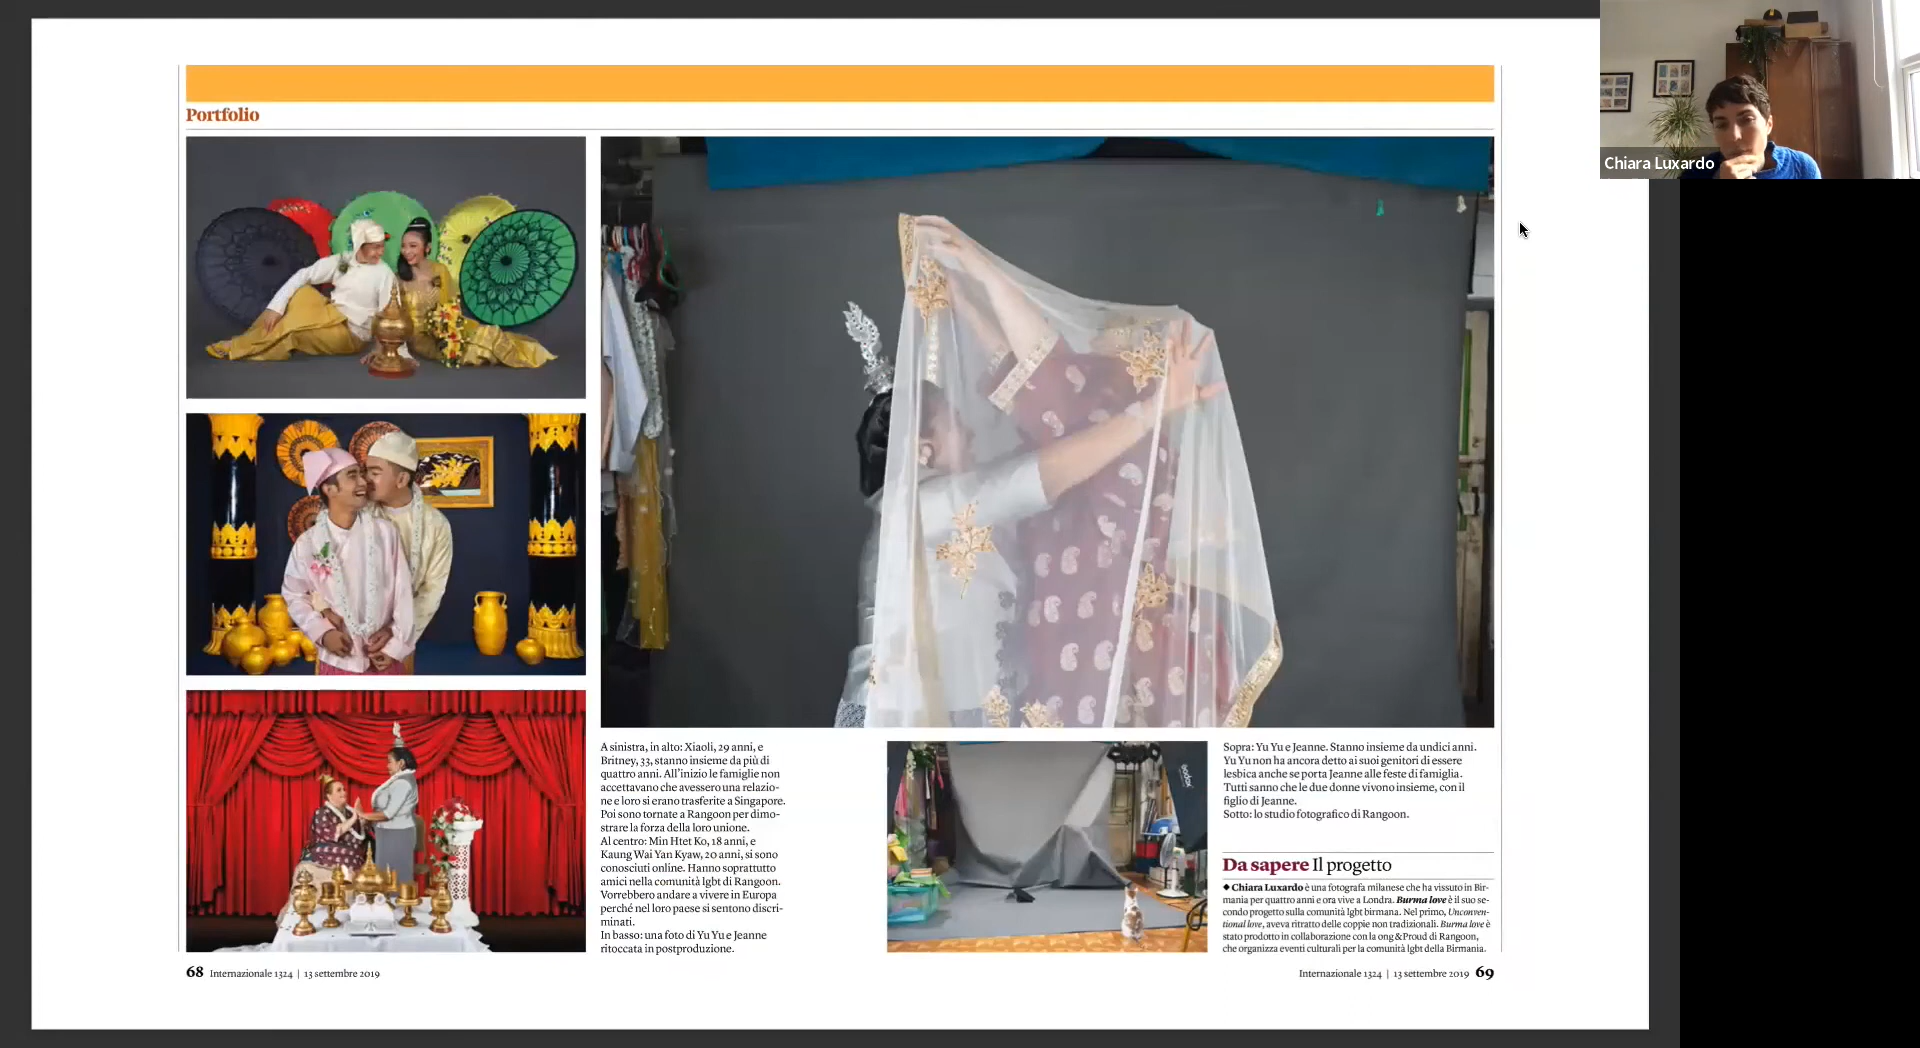 Portfolio
Chiara Luxardo
A sinistra, in alto: Xiaoli, 29 anni, e
Britney, 33, stanno insieme da più di
quattro anni. All'inizio le famiglie non
accettavano che avessero una relazio-
ne e loro si erano trasferite a Singapore.
Poi sono tornate a Rangoon per dimo-
strare la forza della loro unione.
Al centro: Min Htet Ko, 18 anni, e
Kaung Wai Yan Kyaw, 20 anni, si sono
conosciuti online. Hanno soprattutto
amici nella comunità lgbt di Rangoon.
Vorrebbero andare a vivere in Europa
perché nel loro paese si sentono discri-
minati.
In basso: una foto di Yu Yu e Jeanne
ritoccata in postproduzione.
Godox
Sopra: Yu Yu e Jeanne. Stanno insieme da undici anni.
Yu Yu non ha ancora detto ai suoi genitori di essere
lesbica anche se porta Jeanne alle feste di famiglia.
Tutti sanno che le due donne vivono insieme, con il
figlio di Jeanne.
Sotto: lo studio fotografico di Rangoon.
Da sapere Il progetto
◆ Chiara Luxardo è una fotografa milanese che ha vissuto in Bir-
mania per quattro anni e ora vive a Londra. Burma love è il suo se-
condo progetto sulla comunità lgbt birmana. Nel primo, Unconven-
tional love, aveva ritratto delle coppie non tradizionali. Burma love è
stato prodotto in collaborazione con la ong &Proud di Rangoon,
che organizza eventi culturali per la comunità lgbt della Birmania.
68 Internazionale 1324 | 13 settembre 2019
Internazionale 1324 | 13 settembre 2019 69